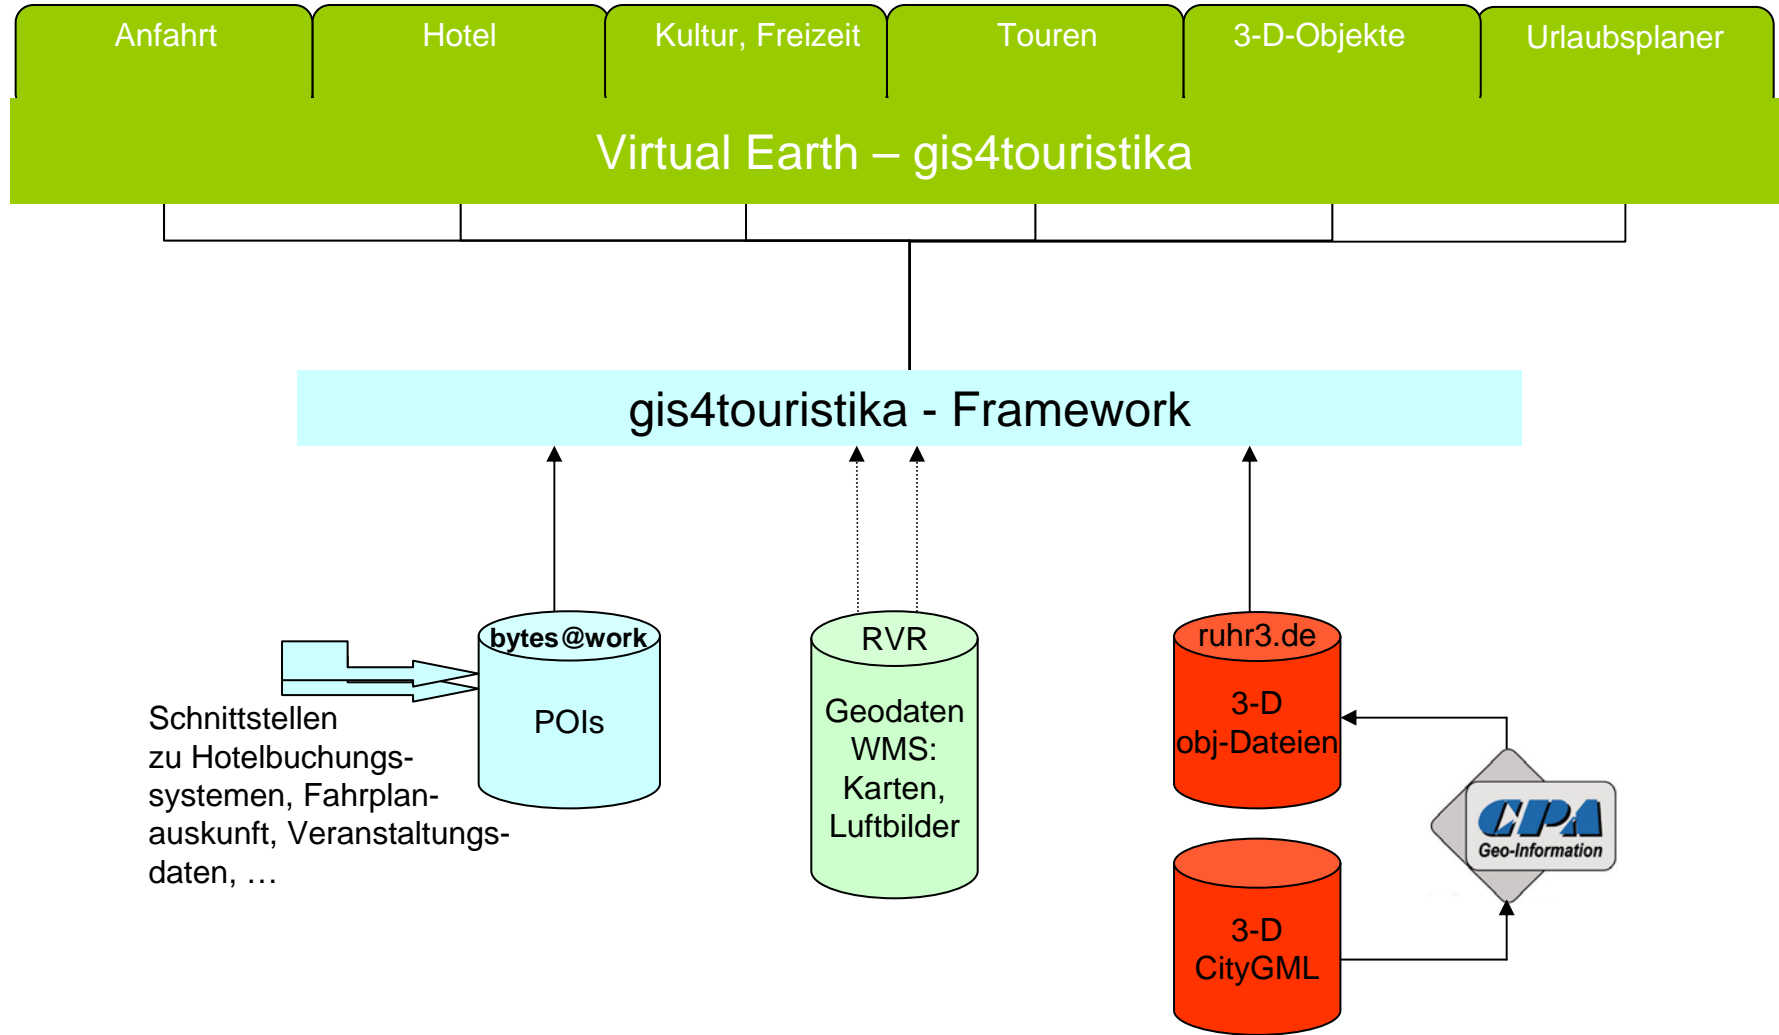 Anfahrt
Hotel
Kultur, Freizeit
Touren
3-D-Objekte
Urlaubsplaner
Virtual Earth – gis4touristika
gis4touristika - Framework
bytes@work
POIs
Schnittstellen
zu Hotelbuchungs-
systemen, Fahrplan-
auskunft, Veranstaltungs-
daten, …
RVR
Geodaten
WMS:
Karten,
Luftbilder
ruhr3.de
3-D
obj-Dateien
CPA
Geo-Information
3-D
CityGML